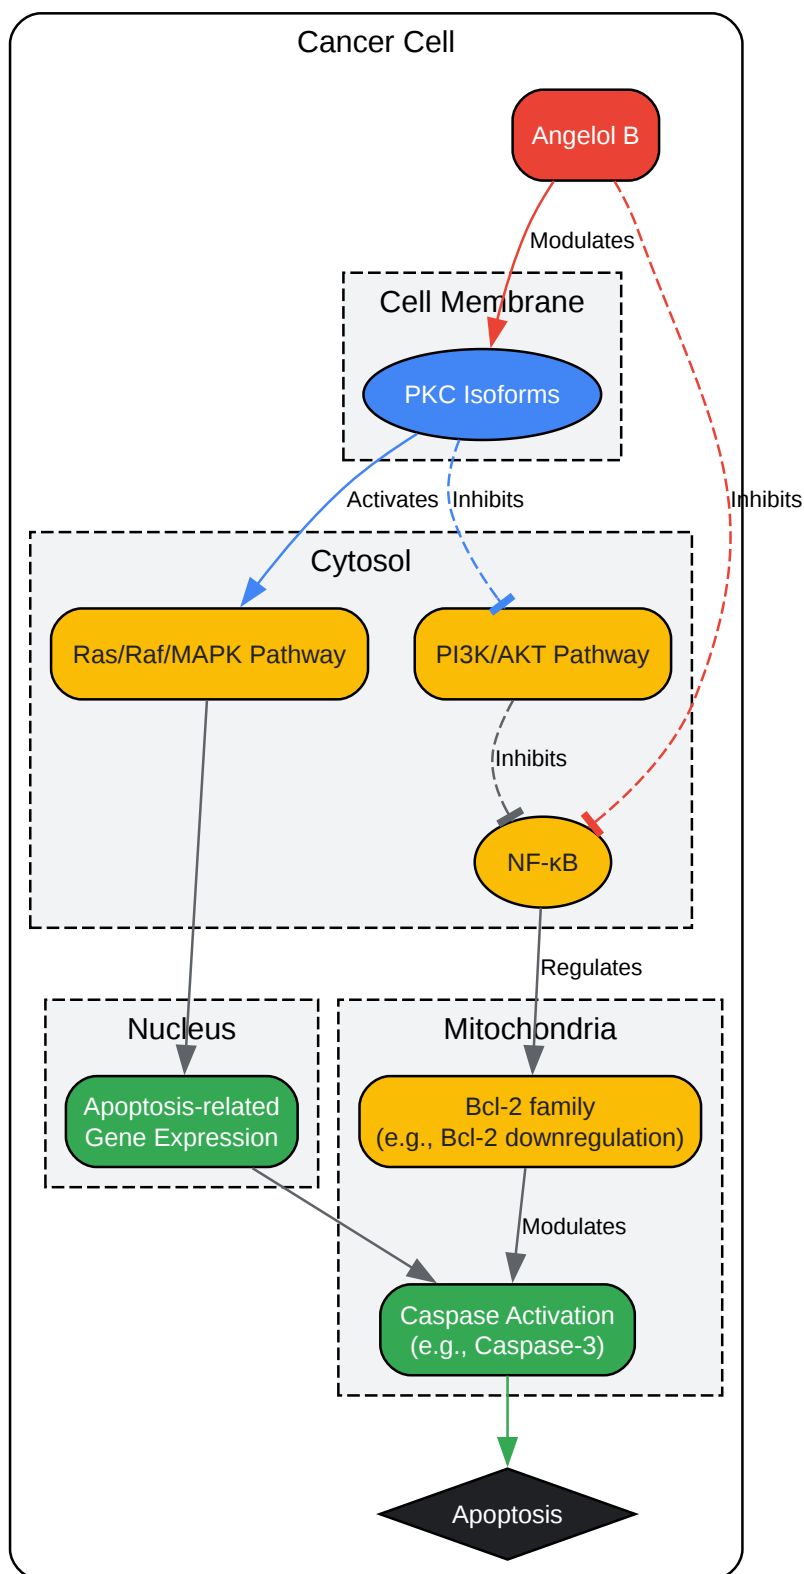 Cancer Cell
Angelol B
Modulates
Cell Membrane
PKC Isoforms
Activates
Inhibits
Inhibits
Cytosol
Ras/Raf/MAPK Pathway
PI3K/AKT Pathway
Inhibits
NF-κB
Regulates
Nucleus
Mitochondria
Apoptosis-related
Gene Expression
Bcl-2 family
(e.g., Bcl-2 downregulation)
Modulates
Caspase Activation
(e.g., Caspase-3)
Apoptosis